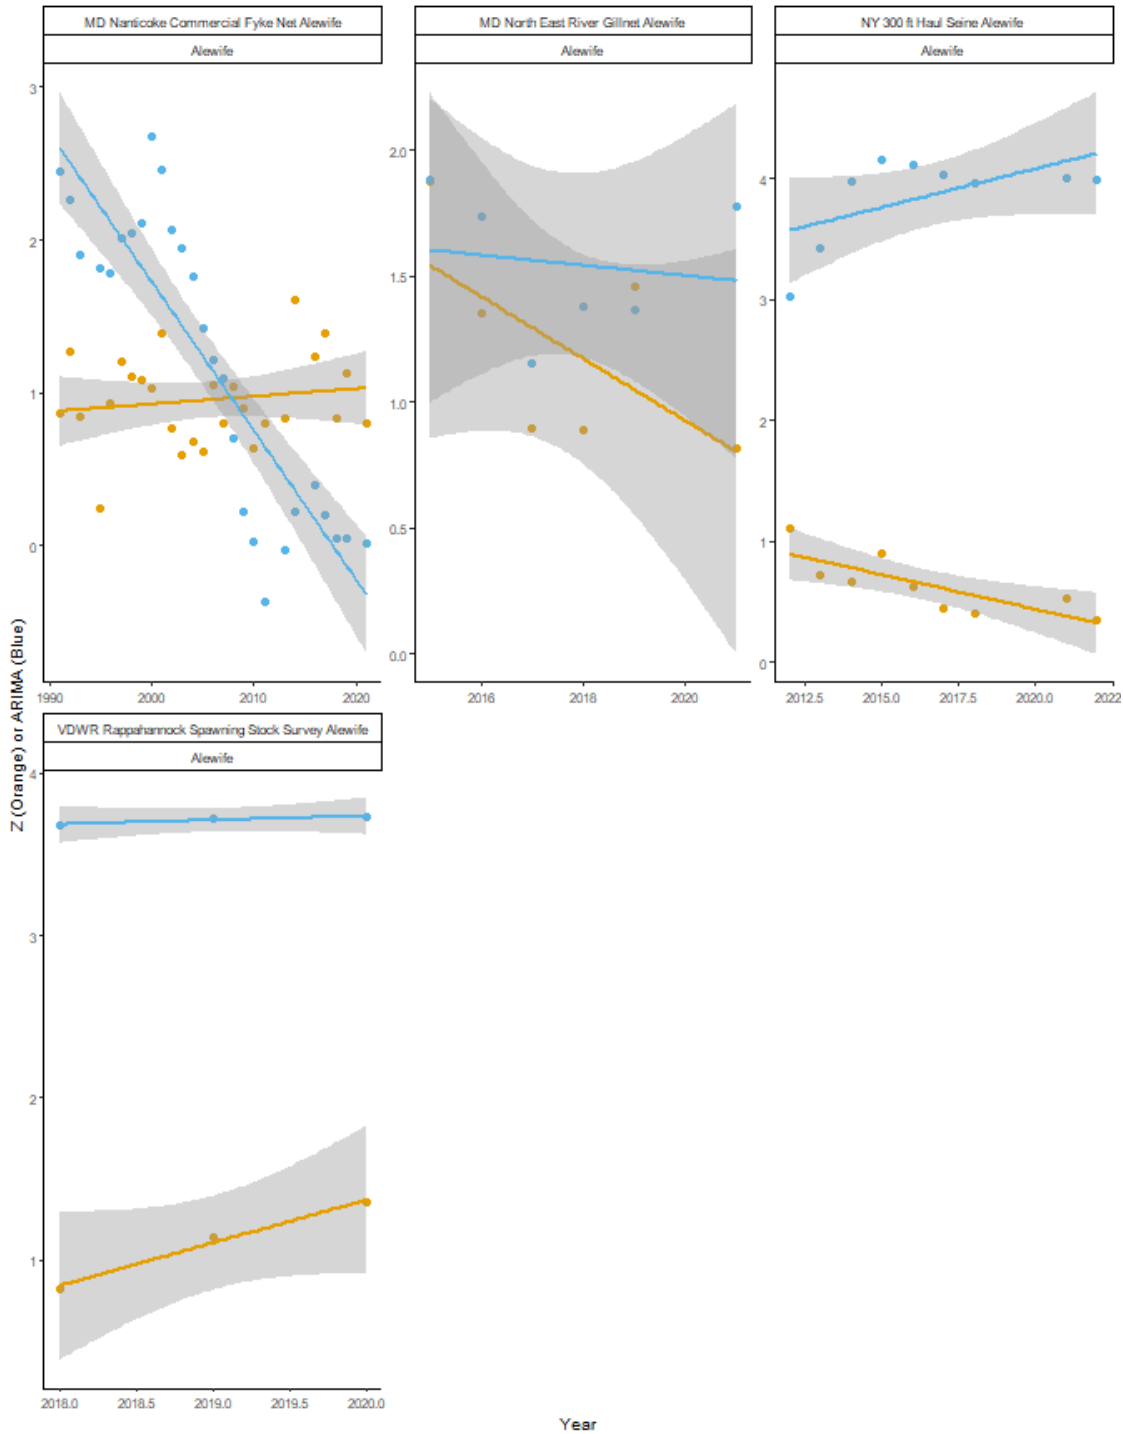 MD Nanticoke Commercial Fyke Net Alewife
Alewife
3
2
1
0
1990 2000 2010 2020
MD North East River Gillnet Alewife
Alewife
2.0
1.5
1.0
0.5
0.0
2016 2018 2020
NY 300 ft Haul Seine Alewife
Alewife
4
3
2
1
0
2012.5 2015.0 2017.5 2020.0 2022
VDWR Rappahannock Spawning Stock Survey Alewife
Alewife
4
3
2
1
2018.0 2018.5 2019.0 2019.5 2020.0
Z (Orange) or ARIMA (Blue)
Year